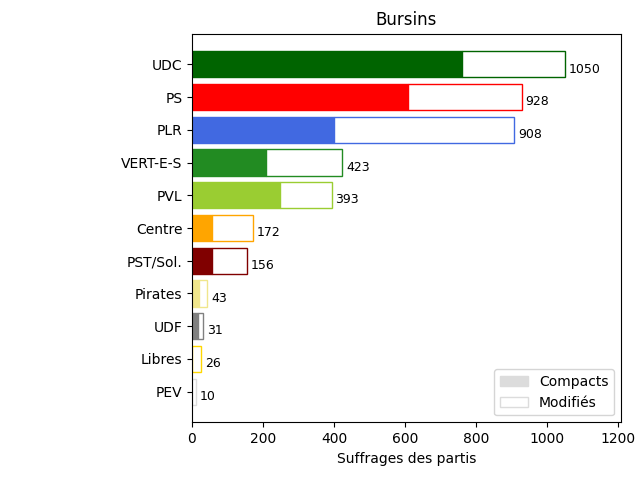 Bursins
UDC 1050
PS 928
PLR 908
VERT-E-S 423
PVL 393
Centre 172
PST/Sol. 156
Pirates 43
UDF 31
Libres 26
PEV 10
Compacts
Modifiés
0 200 400 600 800 1000 1200
Suffrages des partis